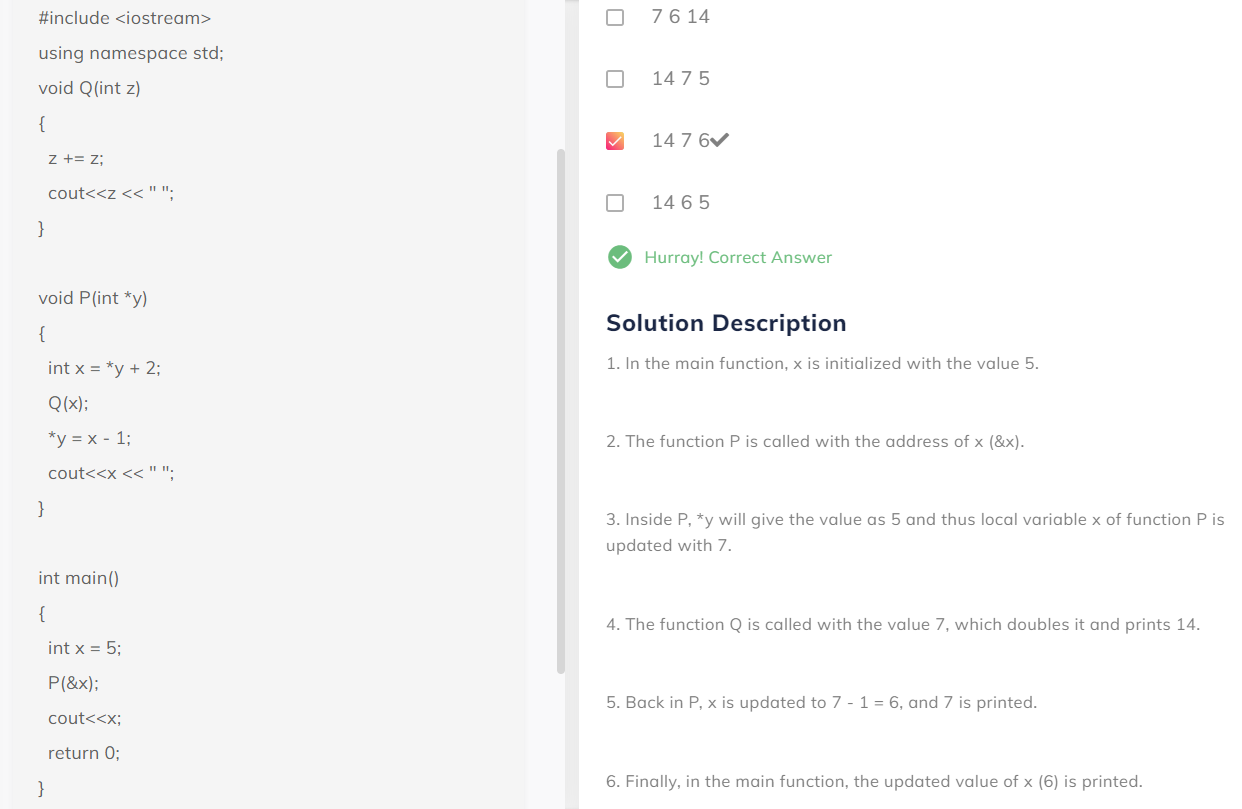 #include <iostream>
using namespace std;
void Q(int z)
{
z += z;
cout<<z << " ";
}
void P(int *y)
{
int x = *y + 2;
Q(x);
*y = x - 1;
cout<<x << " ";
}
int main()
{
int x = 5;
P(&x);
cout<<x;
return 0;
}
7 6 14
14 7 5
14 7 6
14 6 5
Hurray! Correct Answer
Solution Description
1. In the main function, x is initialized with the value 5.
2. The function P is called with the address of x (&x).
3. Inside P, *y will give the value as 5 and thus local variable x of function P is
updated with 7.
4. The function Q is called with the value 7, which doubles it and prints 14.
5. Back in P, x is updated to 7 - 1 = 6, and 7 is printed.
6. Finally, in the main function, the updated value of x (6) is printed.